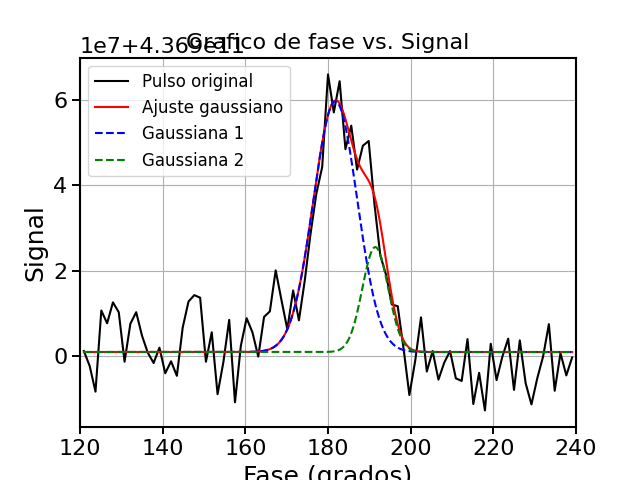 1e7+4.369e11
Grafico de fase vs. Signal
Pulso original
Ajuste gaussiano
Gaussiana 1
Gaussiana 2
Signal
6
4
2
0
120 140 160 180 200 220 240
Fase (grados)